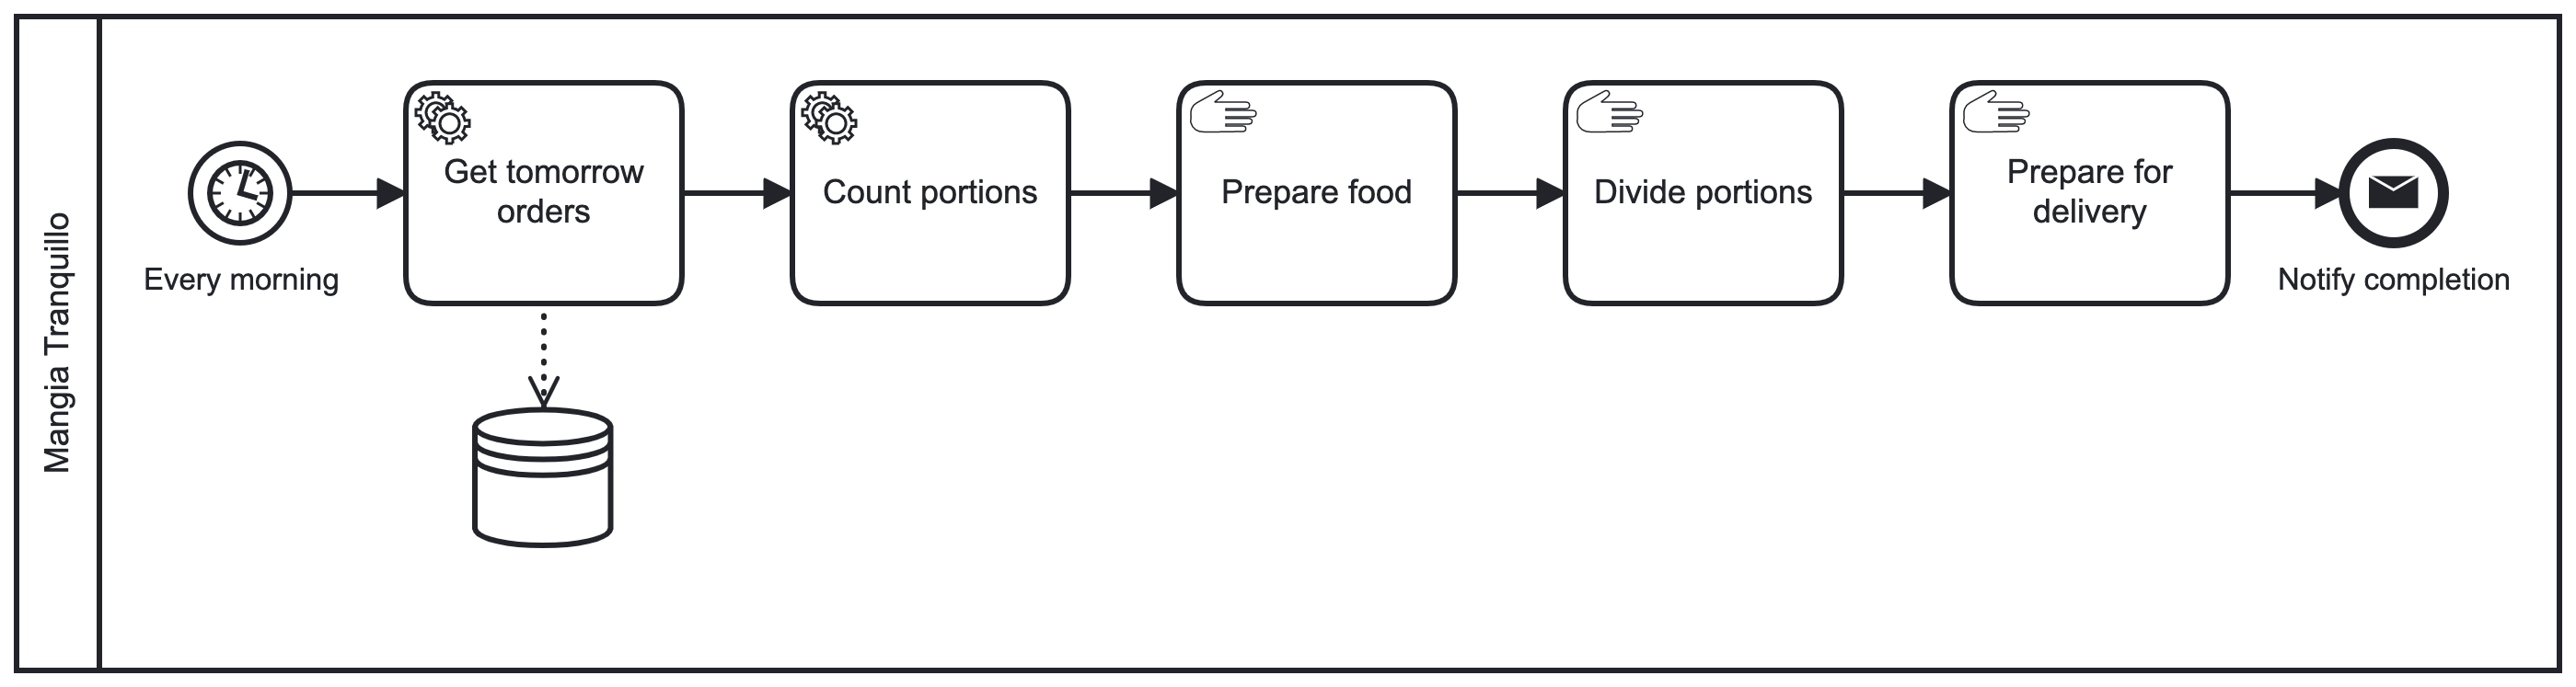 Mangia Tranquillo
Every morning
Get tomorrow
orders
Count portions
Prepare food
Divide portions
Prepare for
delivery
Notify completion